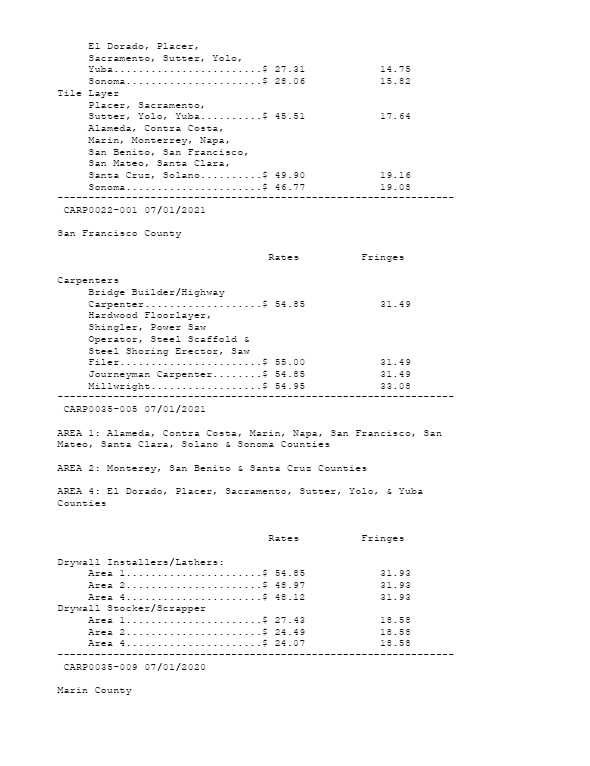 El Dorado, Placer,
Sacramento, Sutter, Yolo,
Yuba........................$ 27.31 14.75
Sonoma......................$ 28.06 15.82
Tile Layer
Placer, Sacramento,
Sutter, Yolo, Yuba..........$ 45.51 17.64
Alameda, Contra Costa,
Marin, Monterrey, Napa,
San Benito, San Francisco,
San Mateo, Santa Clara,
Santa Cruz, Solano..........$ 49.90 19.16
Sonoma......................$ 46.77 19.08
----------------------------------------------------------------
CARP0022-001 07/01/2021
San Francisco County
Rates Fringes
Carpenters
Bridge Builder/Highway
Carpenter...................$ 54.85 31.49
Hardwood Floorlayer,
Shingler, Power Saw
Operator, Steel Scaffold &
Steel Shoring Erector, Saw
Filer.......................$ 55.00 31.49
Journeyman Carpenter........$ 54.85 31.49
Millwright..................$ 54.95 33.08
----------------------------------------------------------------
CARP0035-005 07/01/2021
AREA 1: Alameda, Contra Costa, Marin, Napa, San Francisco, San
Mateo, Santa Clara, Solano & Sonoma Counties
AREA 2: Monterey, San Benito & Santa Cruz Counties
AREA 4: El Dorado, Placer, Sacramento, Sutter, Yolo, & Yuba
Counties
Rates Fringes
Drywall Installers/Lathers:
Area 1......................$ 54.85 31.93
Area 2......................$ 48.97 31.93
Area 4......................$ 48.12 31.93
Drywall Stocker/Scrapper
Area 1......................$ 27.43 18.58
Area 2......................$ 24.49 18.58
Area 4......................$ 24.07 18.58
----------------------------------------------------------------
CARP0035-009 07/01/2020
Marin County